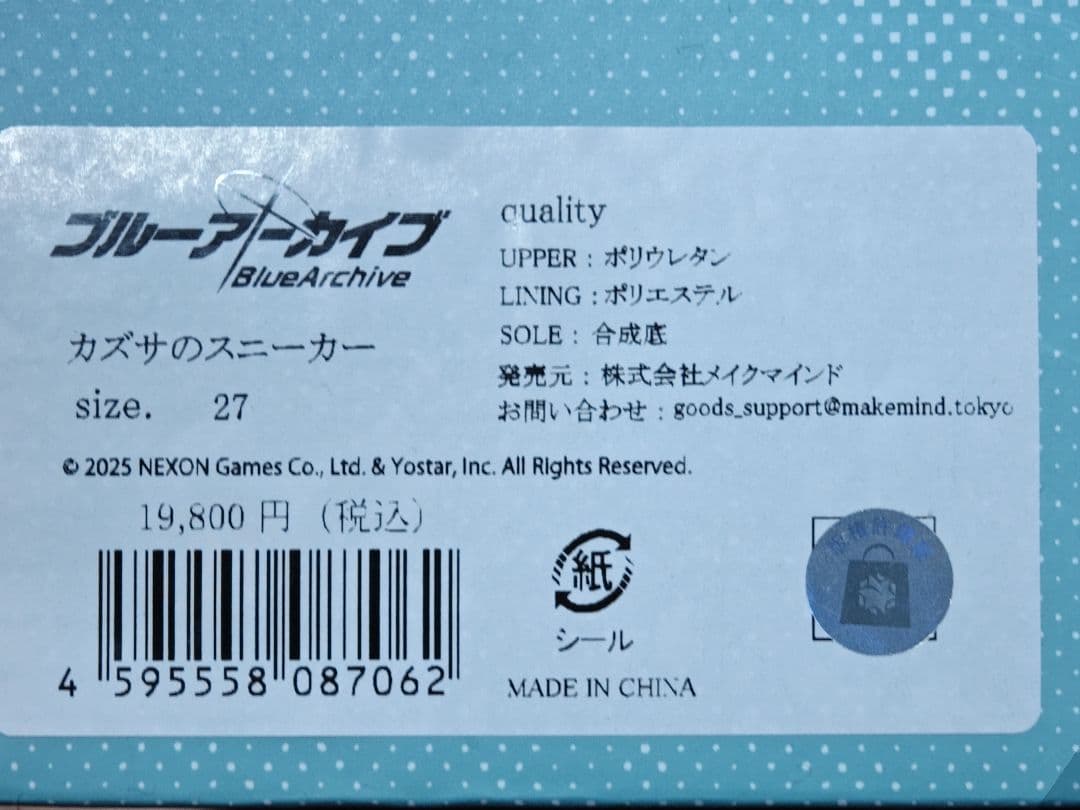 ブルーアーカイブ
BlueArchive
カズサのスニーカー
size. 27
quality
UPPER : ポリウレタン
LINING : ポリエステル
SOLE : 合成底
発売元 : 株式会社メイクマインド
お問い合わせ : goods_support@makemind.tokyo
© 2025 NEXON Games Co., Ltd. & Yostar, Inc. All Rights Reserved.
19,800 円 (税込)
4 595558 087062
紙
シール
MADE IN CHINA